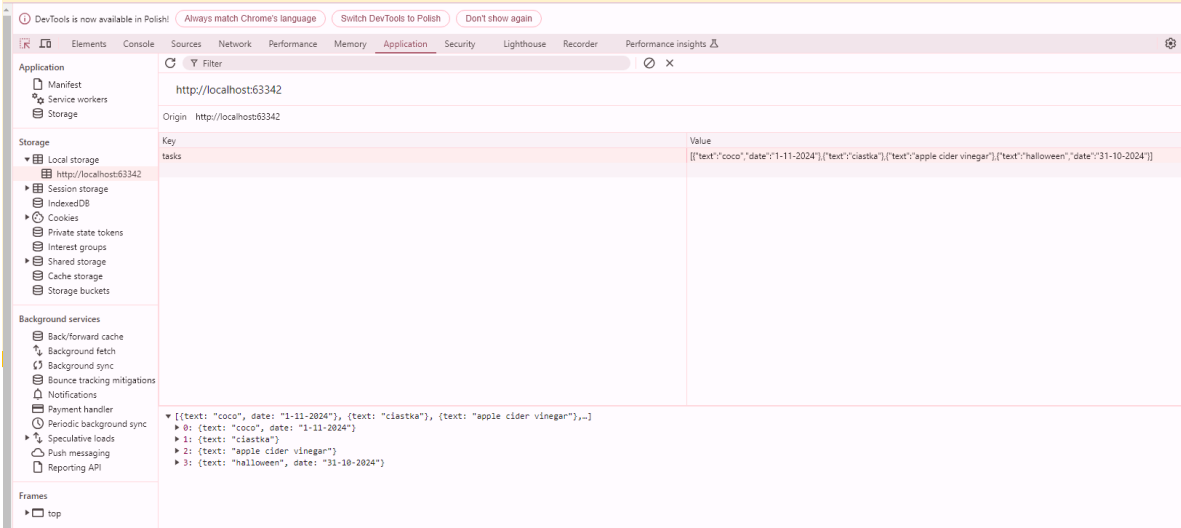 DevTools is now available in Polish! Always match Chrome's language Switch DevTools to Polish Don't show again
Elements Console Sources Network Performance Memory Application Security Lighthouse Recorder Performance insights
Application
Manifest
Service workers
Storage
Storage
Local storage
http://localhost:63342
Session storage
IndexedDB
Cookies
Private state tokens
Interest groups
Shared storage
Cache storage
Storage buckets
Background services
Back/forward cache
Background fetch
Background sync
Bounce tracking mitigations
Notifications
Payment handler
Periodic background sync
Speculative loads
Push messaging
Reporting API
Frames
top
Filter
http://localhost:63342
Origin http://localhost:63342
Key Value
tasks [{"text":"coco","date":"1-11-2024"},{"text":"ciastka"},{"text":"apple cider vinegar"},{"text":"halloween","date":"31-10-2024"}]
[{text: "coco", date: "1-11-2024"}, {text: "ciastka"}, {text: "apple cider vinegar"},…]
0: {text: "coco", date: "1-11-2024"}
1: {text: "ciastka"}
2: {text: "apple cider vinegar"}
3: {text: "halloween", date: "31-10-2024"}